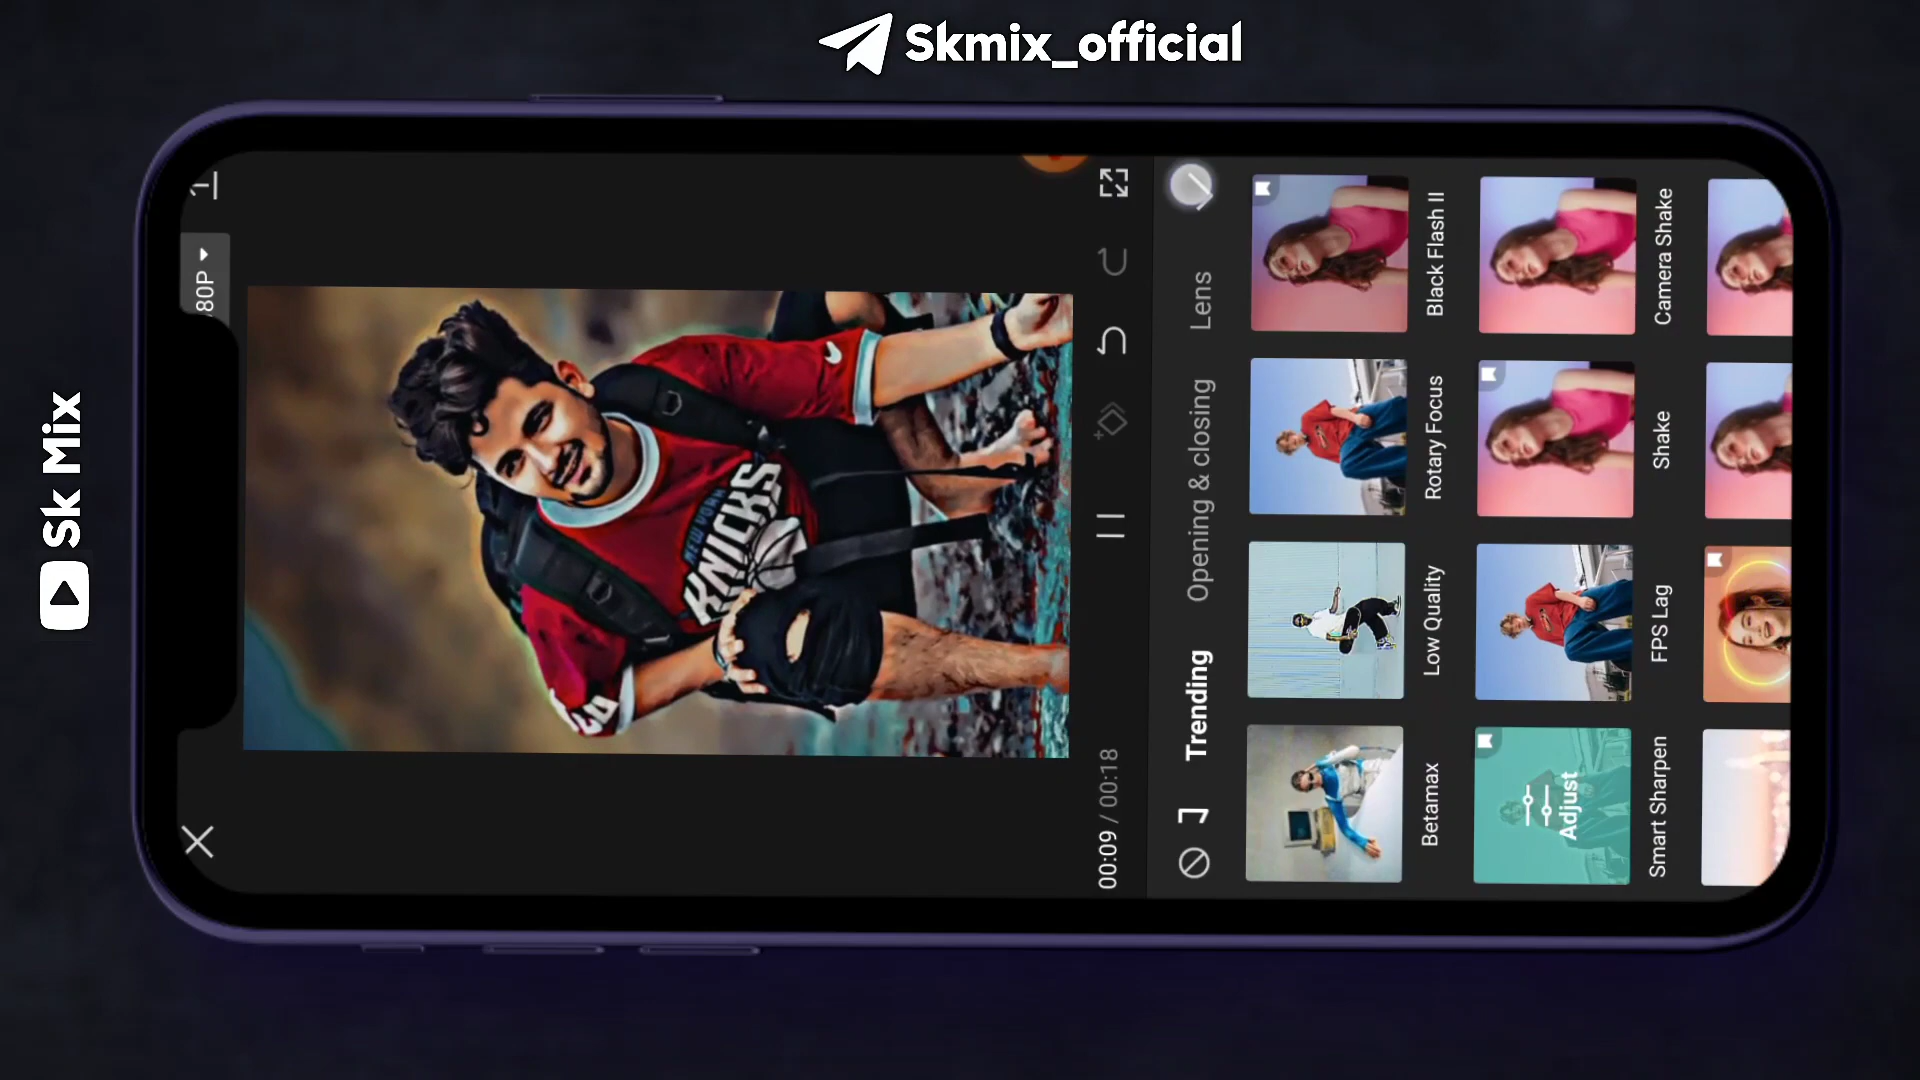 Skmix_official
Sk Mix
80P
NEW YORK
KNICKS
00:09 / 00:18
Trending
Opening & closing
Lens
Betamax
Low Quality
Rotary Focus
Black Flash II
Adjust
Smart Sharpen
FPS Lag
Shake
Camera Shake